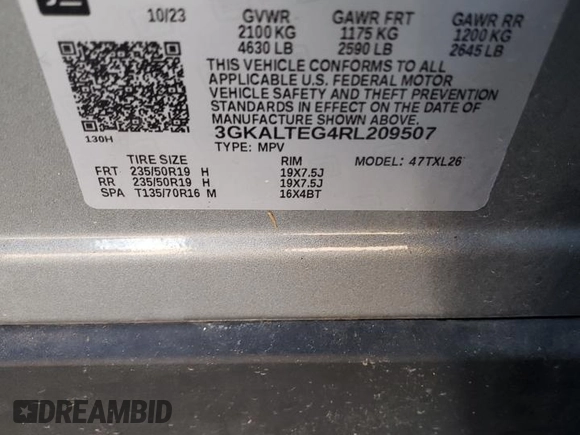 10/23 GVWR GAWR FRT GAWR RR
2100 KG 1175 KG 1200 KG
4630 LB 2590 LB 2645 LB
THIS VEHICLE CONFORMS TO ALL
APPLICABLE U.S. FEDERAL MOTOR
VEHICLE SAFETY AND THEFT PREVENTION
STANDARDS IN EFFECT ON THE DATE OF
MANUFACTURE SHOWN ABOVE.
3GKALTEG4RL209507
130H TYPE: MPV
TIRE SIZE RIM MODEL: 47TXL26
FRT 235/50R19 H 19X7.5J
RR 235/50R19 H 19X7.5J
SPA T135/70R16 M 16X4BT
DREAMBID